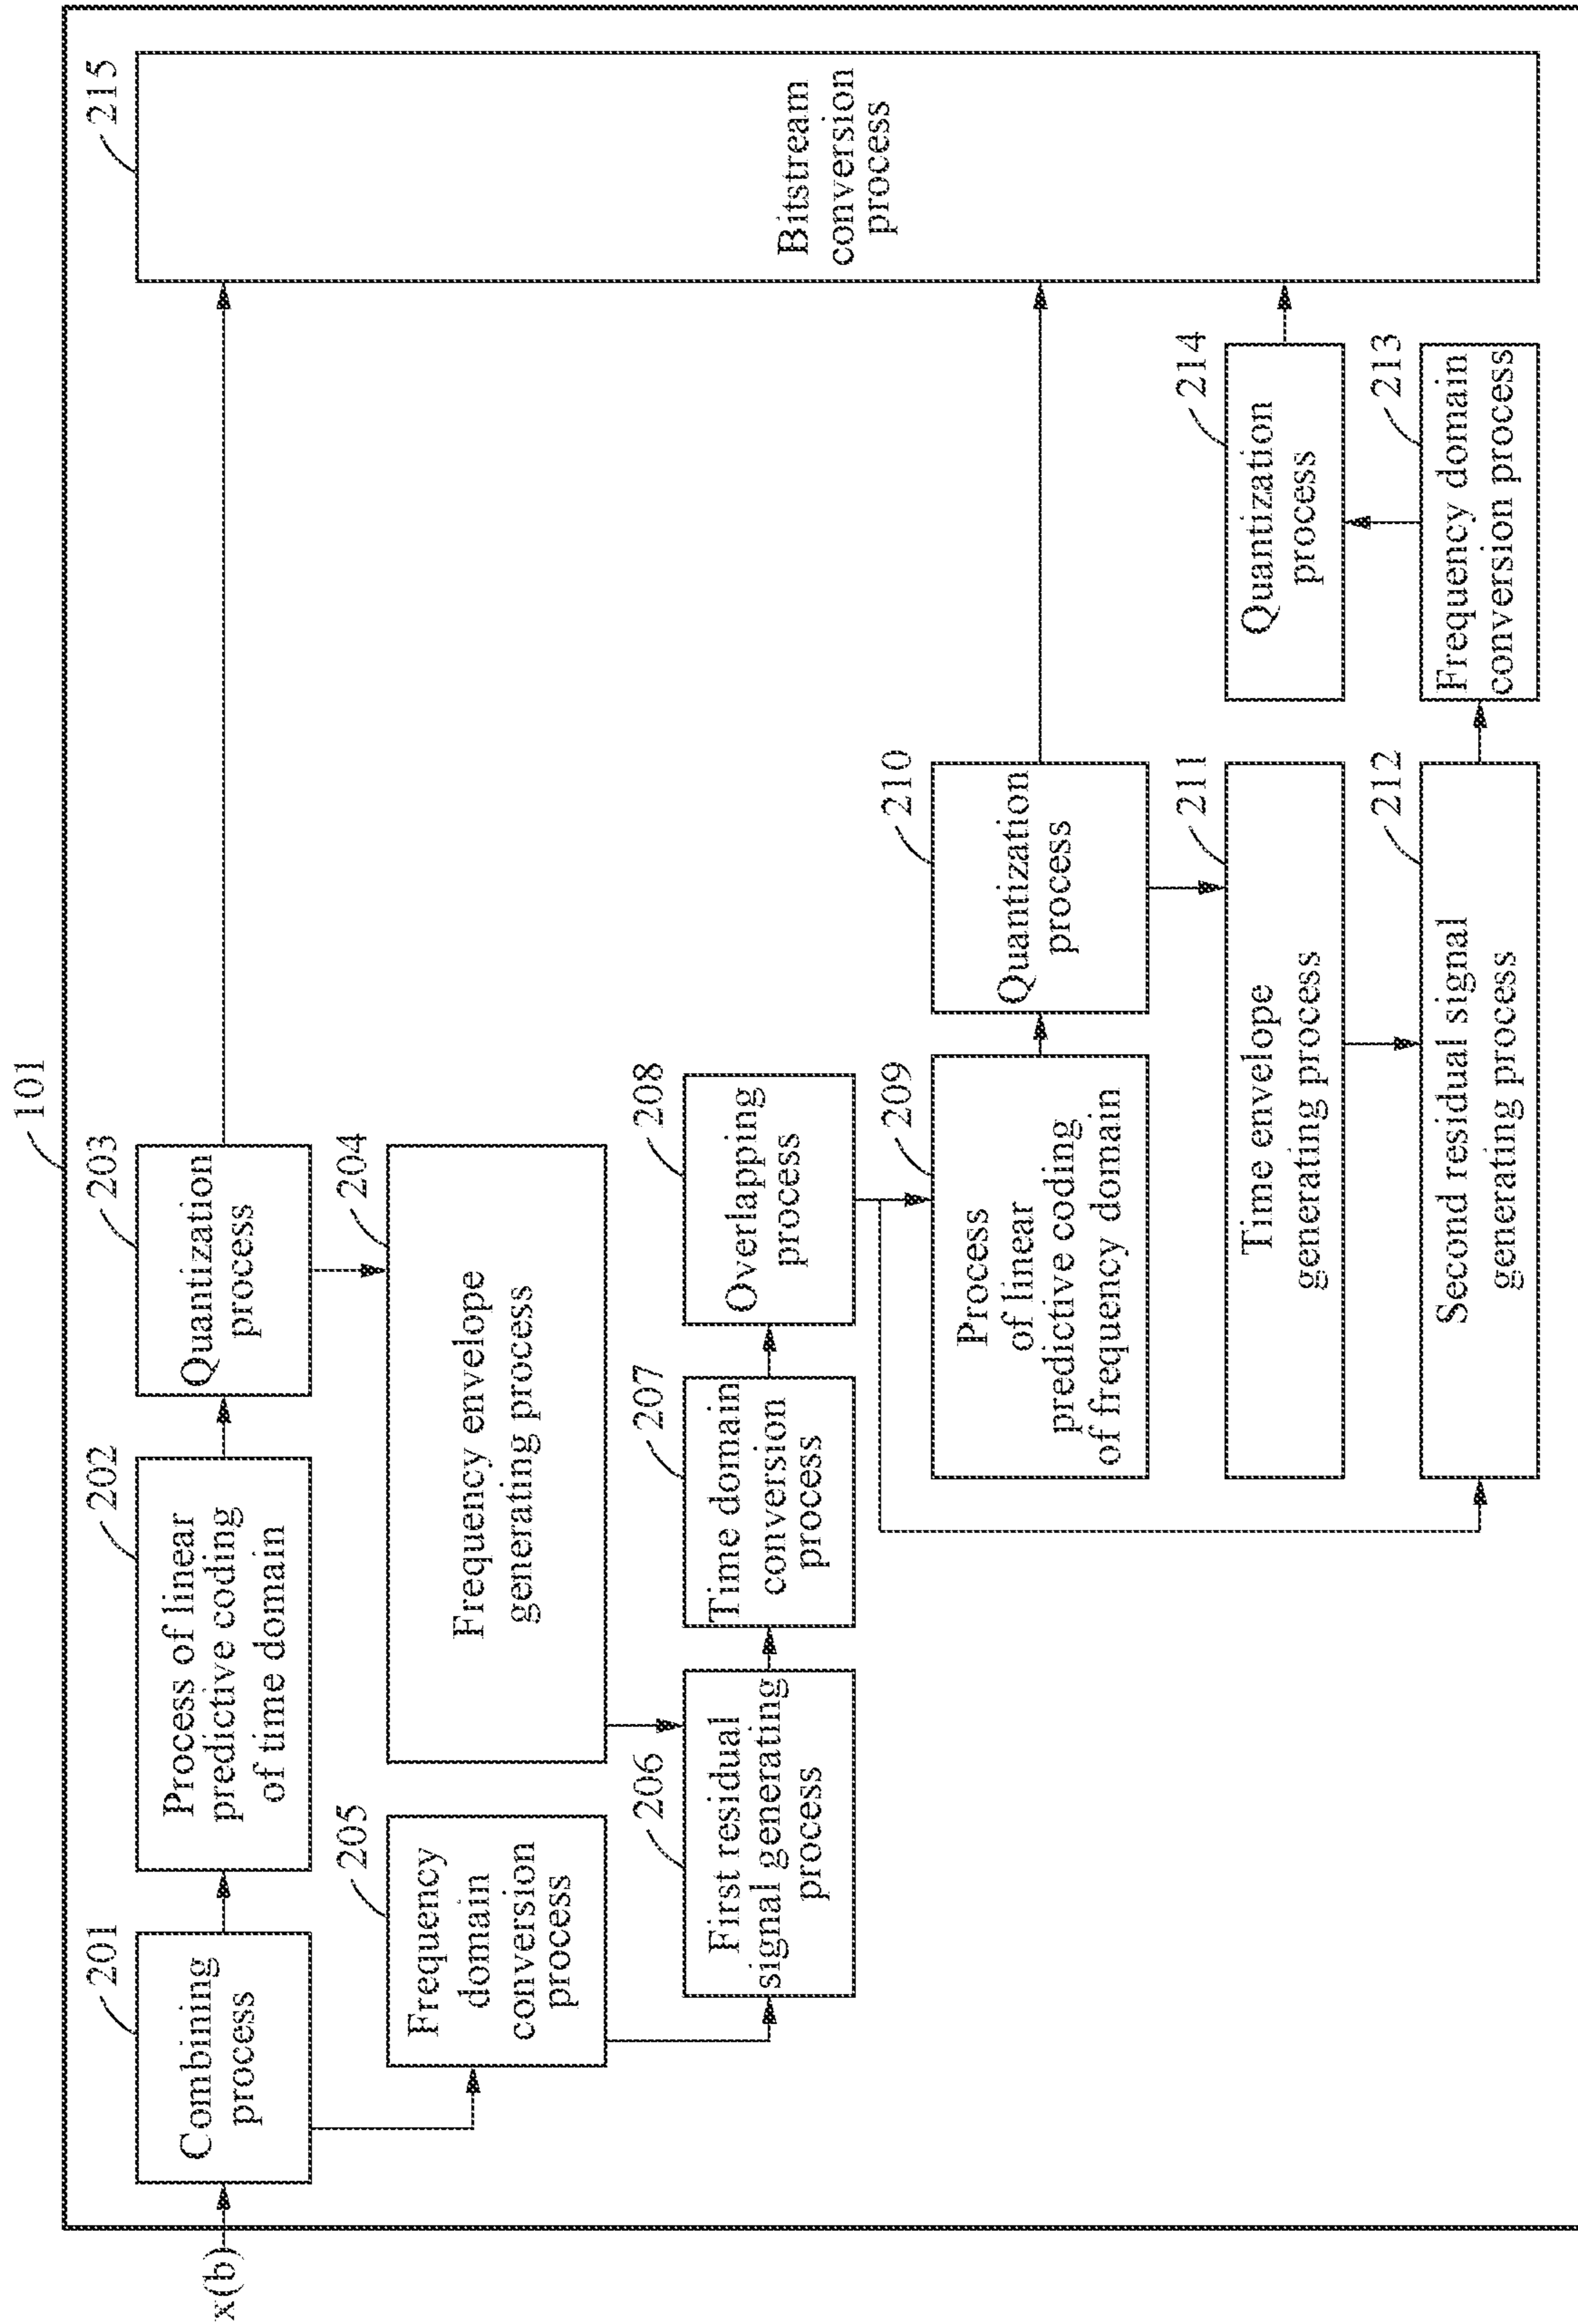 101
x(b)
201
Combining
process
202
Process of linear
predictive coding
of time domain
203
Quantization
process
204
Frequency envelope
generating process
205
Frequency
domain
conversion
process
206
First residual
signal generating
process
207
Time domain
conversion
process
208
Overlapping
process
209
Process
of linear
predictive coding
of frequency domain
210
Quantization
process
211
Time envelope
generating process
212
Second residual signal
generating process
213
Frequency domain
conversion process
214
Quantization
process
215
Bitstream
conversion
process